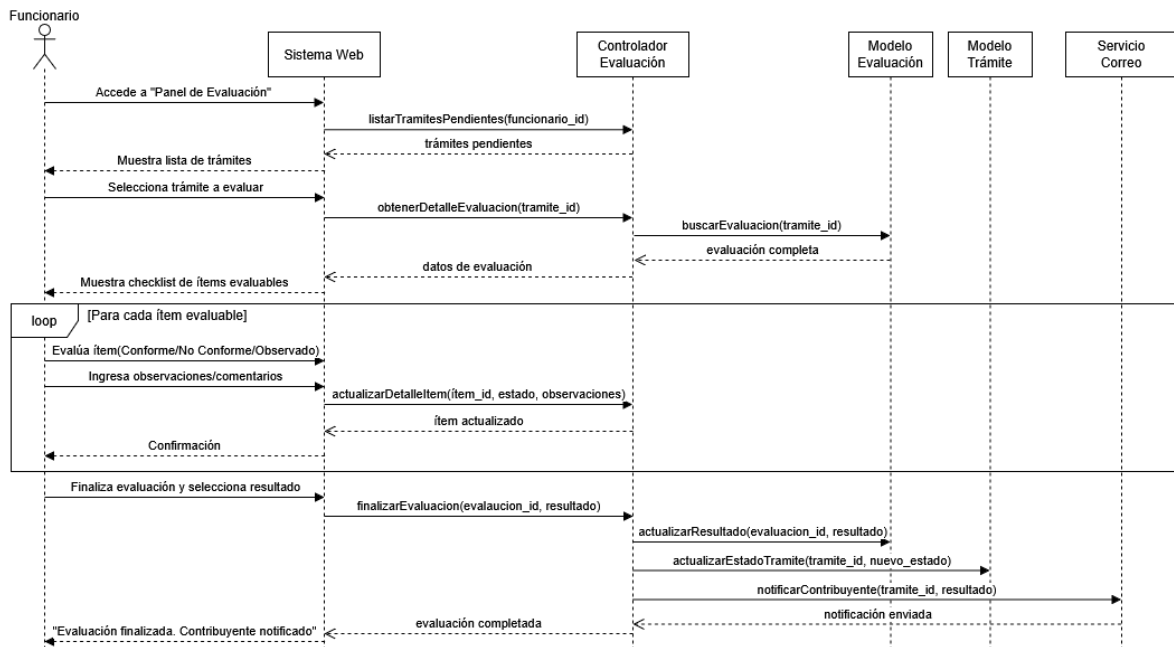 Funcionario
Sistema Web
Controlador
Evaluación
Modelo
Evaluación
Modelo
Trámite
Servicio
Correo
Accede a "Panel de Evaluación"
listarTramitesPendientes(funcionario_id)
trámites pendientes
Muestra lista de trámites
Selecciona trámite a evaluar
obtenerDetalleEvaluacion(tramite_id)
buscarEvaluacion(tramite_id)
evaluación completa
datos de evaluación
Muestra checklist de ítems evaluables
loop
[Para cada ítem evaluable]
Evalúa ítem(Conforme/No Conforme/Observado)
Ingresa observaciones/comentarios
actualizarDetalleItem(ítem_id, estado, observaciones)
ítem actualizado
Confirmación
Finaliza evaluación y selecciona resultado
finalizarEvaluacion(evalaucion_id, resultado)
actualizarResultado(evaluacion_id, resultado)
actualizarEstadoTramite(tramite_id, nuevo_estado)
notificarContribuyente(tramite_id, resultado)
notificación enviada
evaluación completada
"Evaluación finalizada. Contribuyente notificado"